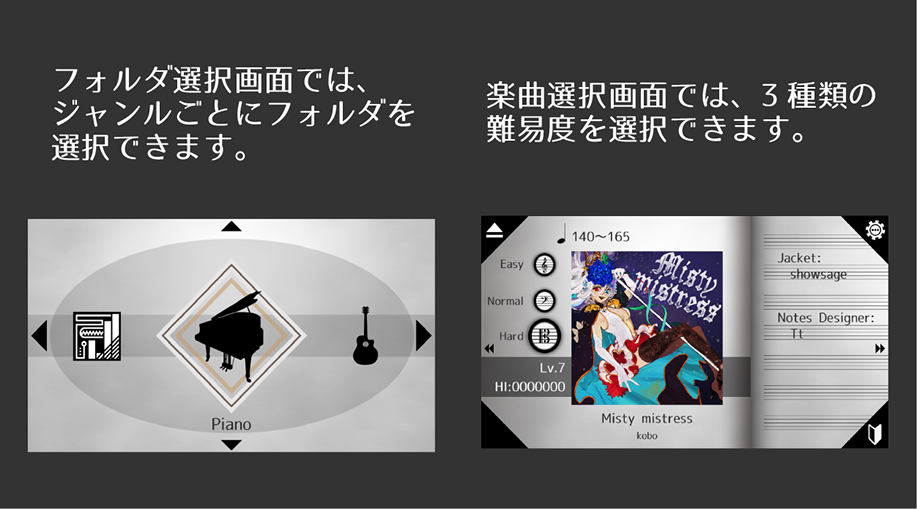 フォルダ選択画面では、
ジャンルごとにフォルダを
選択できます。
Piano
楽曲選択画面では、3種類の
難易度を選択できます。
140～165
Easy
Normal
Hard
Lv.7
HI:0000000
Misty
mistress
Misty mistress
kobo
Jacket:
showsage
Notes Designer:
Tt